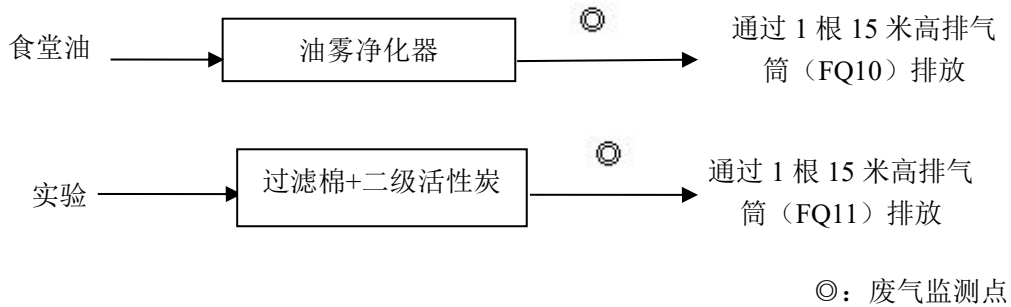 食堂油
油雾净化器
◎
通过 1 根 15 米高排气
筒（FQ10）排放
实验
过滤棉+二级活性炭
◎
通过 1 根 15 米高排气
筒（FQ11）排放
◎：废气监测点